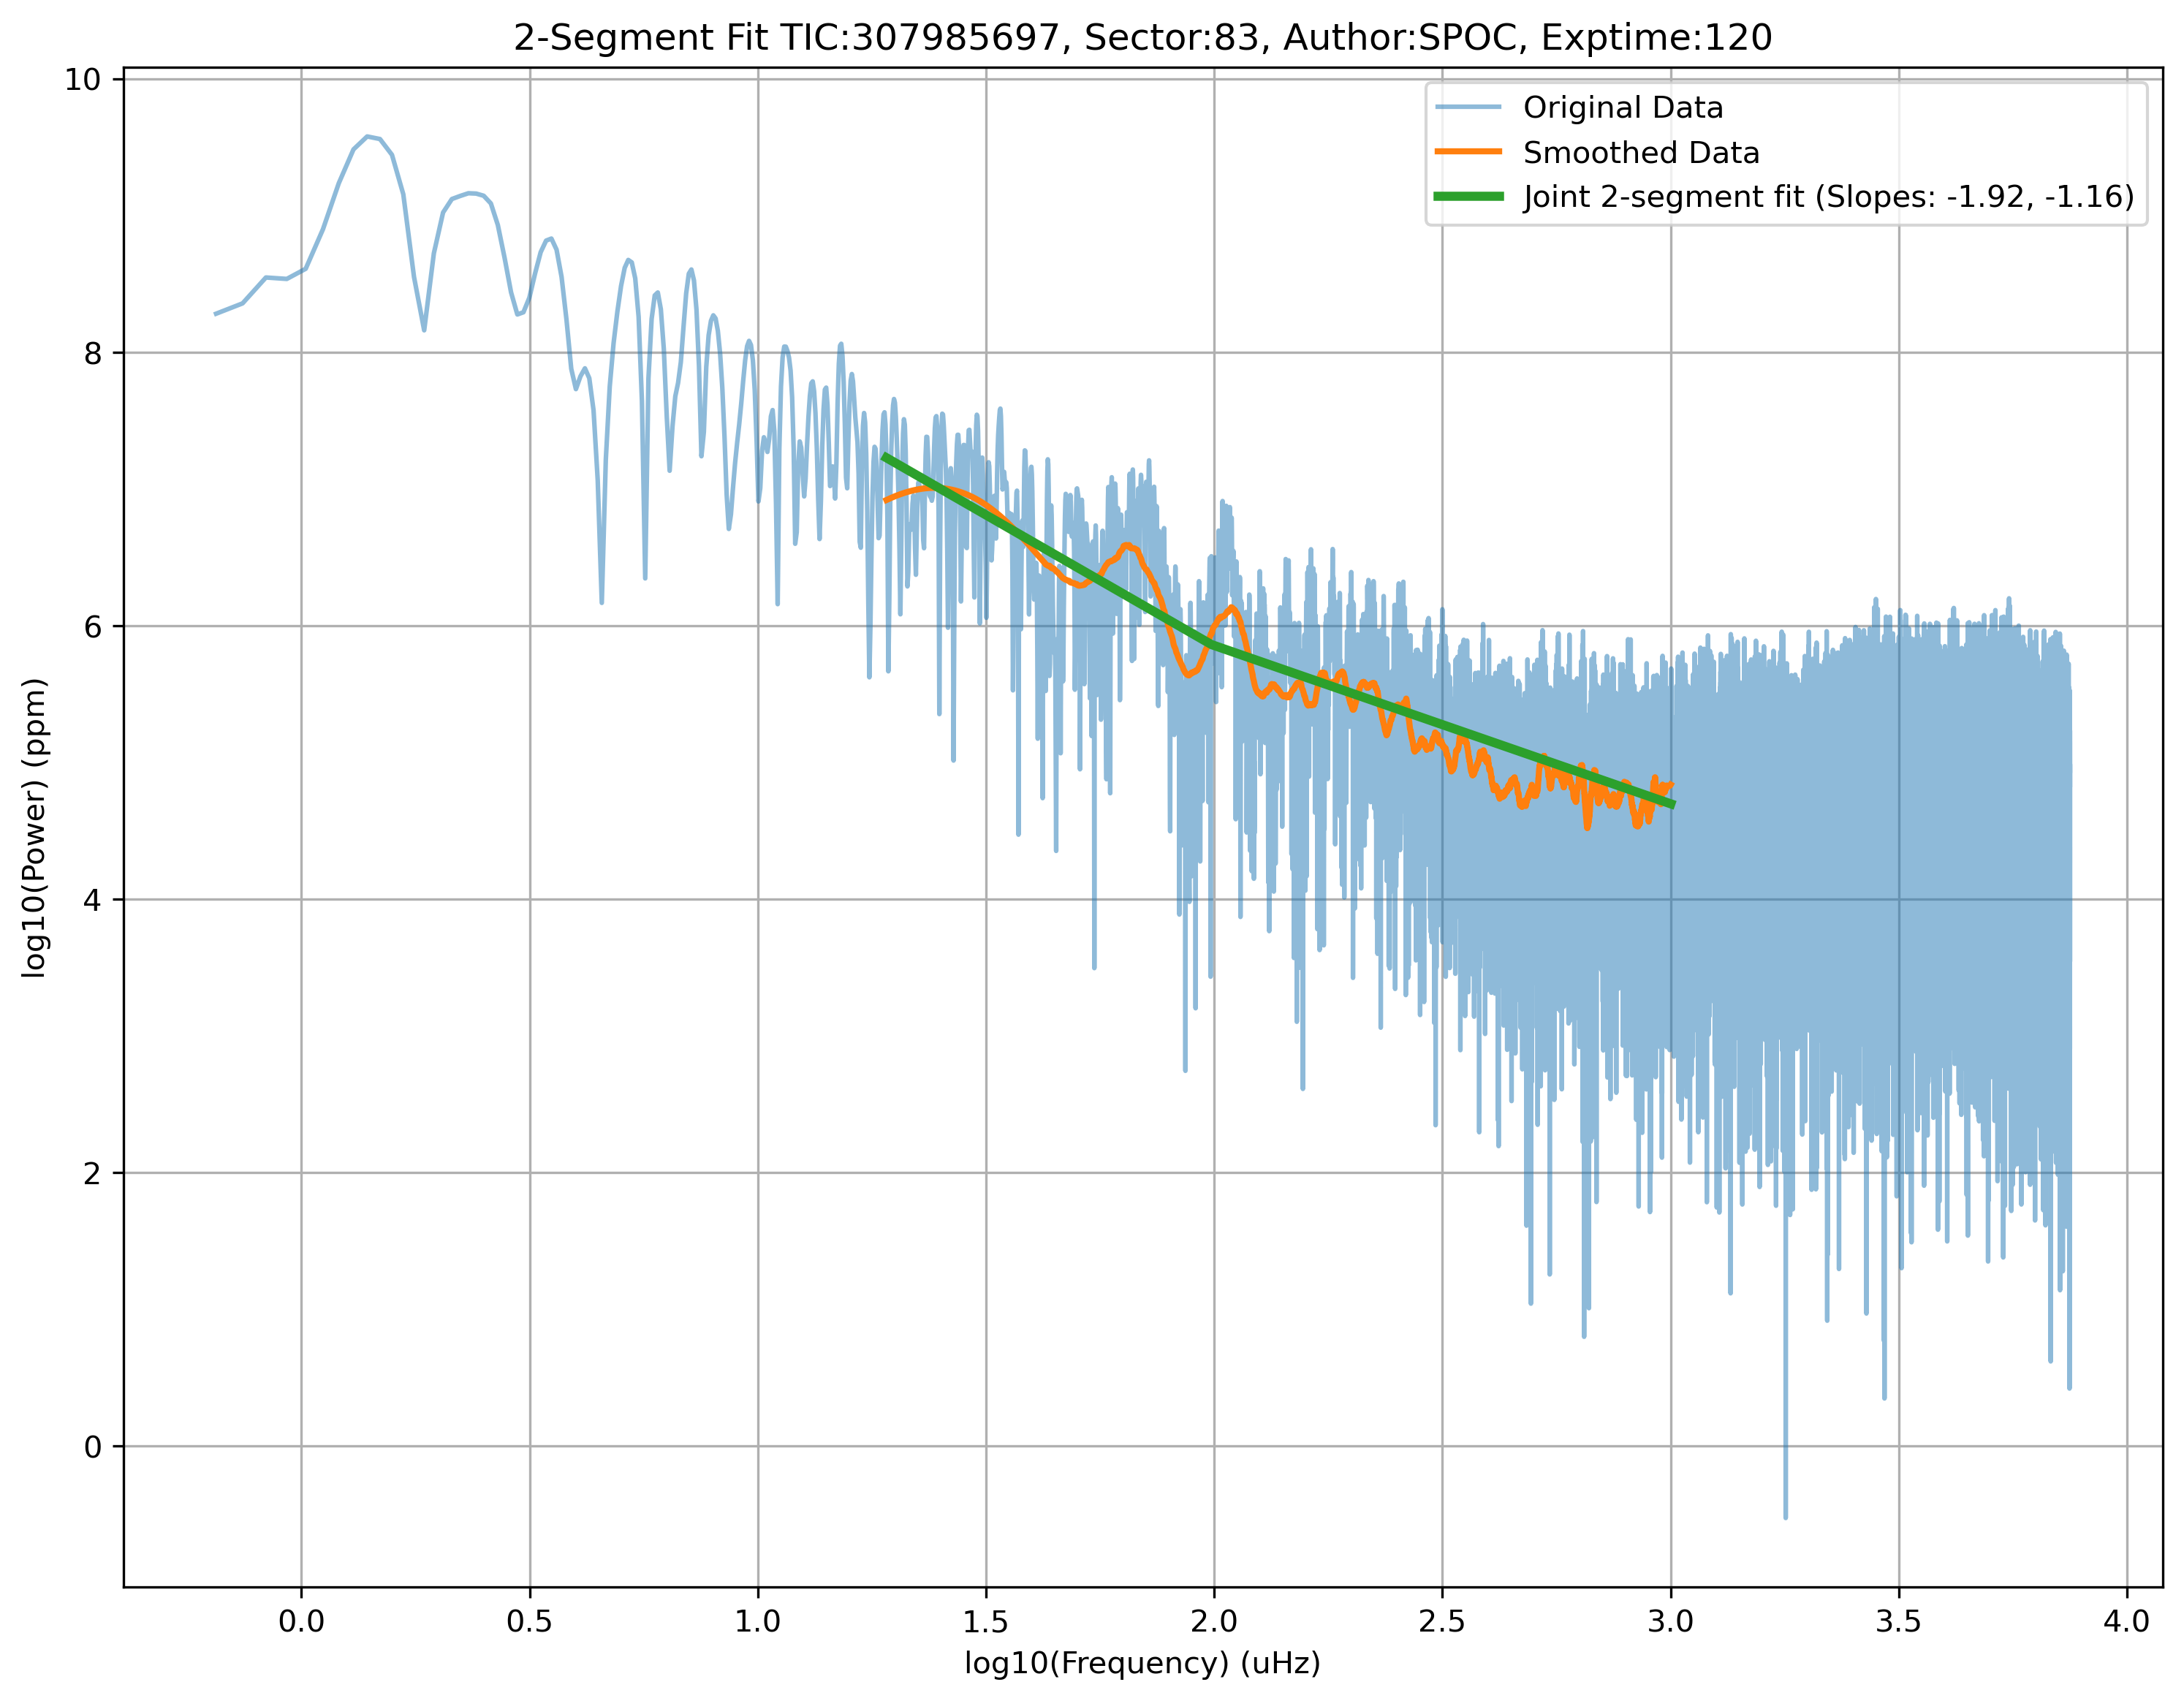 2-Segment Fit TIC:307985697, Sector:83, Author:SPOC, Exptime:120
Original Data
Smoothed Data
Joint 2-segment fit (Slopes: -1.92, -1.16)
log10(Power) (ppm)
10
8
6
4
2
0
0.0 0.5 1.0 1.5 2.0 2.5 3.0 3.5 4.0
log10(Frequency) (uHz)